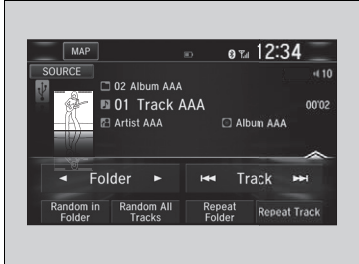 MAP
12:34
SOURCE
10
02 Album AAA
01 Track AAA
00'02
Artist AAA
Album AAA
Folder
Track
Random in Folder
Random All Tracks
Repeat Folder
Repeat Track